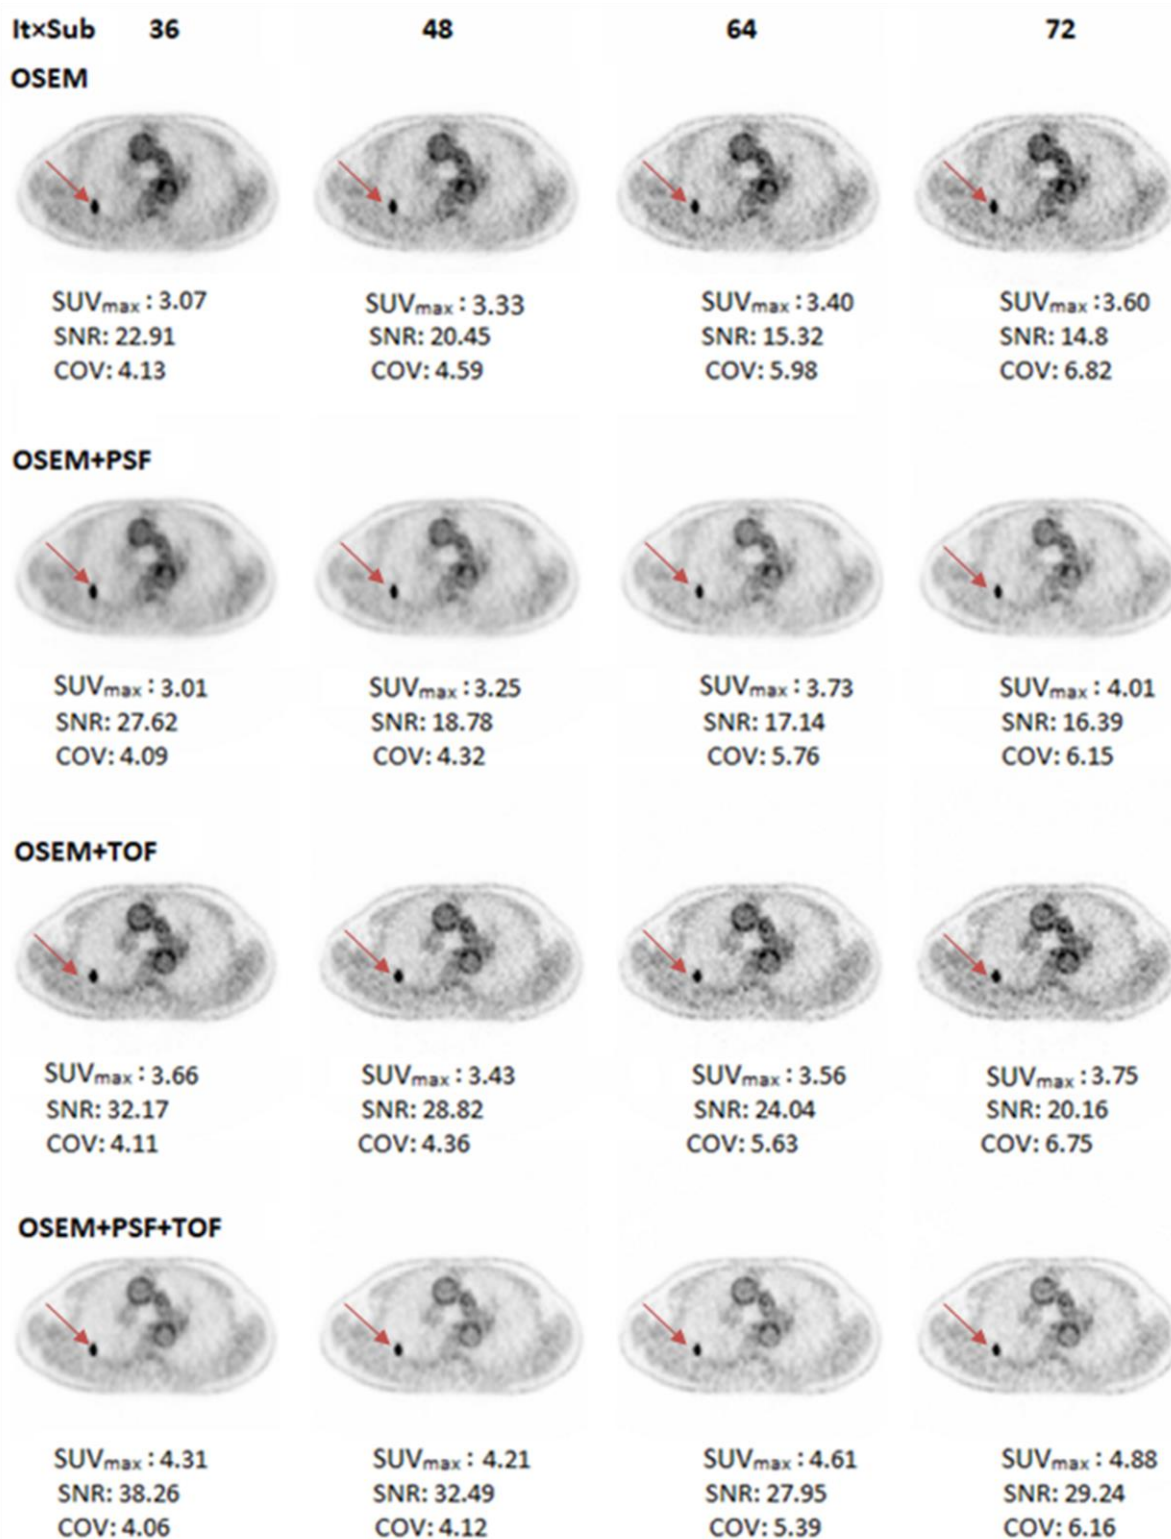 It×Sub 36 48 64 72
OSEM
SUVmax : 3.07 SUVmax : 3.33 SUVmax : 3.40 SUVmax : 3.60
SNR: 22.91 SNR: 20.45 SNR: 15.32 SNR: 14.8
COV: 4.13 COV: 4.59 COV: 5.98 COV: 6.82
OSEM+PSF
SUVmax : 3.01 SUVmax : 3.25 SUVmax : 3.73 SUVmax : 4.01
SNR: 27.62 SNR: 18.78 SNR: 17.14 SNR: 16.39
COV: 4.09 COV: 4.32 COV: 5.76 COV: 6.15
OSEM+TOF
SUVmax : 3.66 SUVmax : 3.43 SUVmax : 3.56 SUVmax : 3.75
SNR: 32.17 SNR: 28.82 SNR: 24.04 SNR: 20.16
COV: 4.11 COV: 4.36 COV: 5.63 COV: 6.75
OSEM+PSF+TOF
SUVmax : 4.31 SUVmax : 4.21 SUVmax : 4.61 SUVmax : 4.88
SNR: 38.26 SNR: 32.49 SNR: 27.95 SNR: 29.24
COV: 4.06 COV: 4.12 COV: 5.39 COV: 6.16